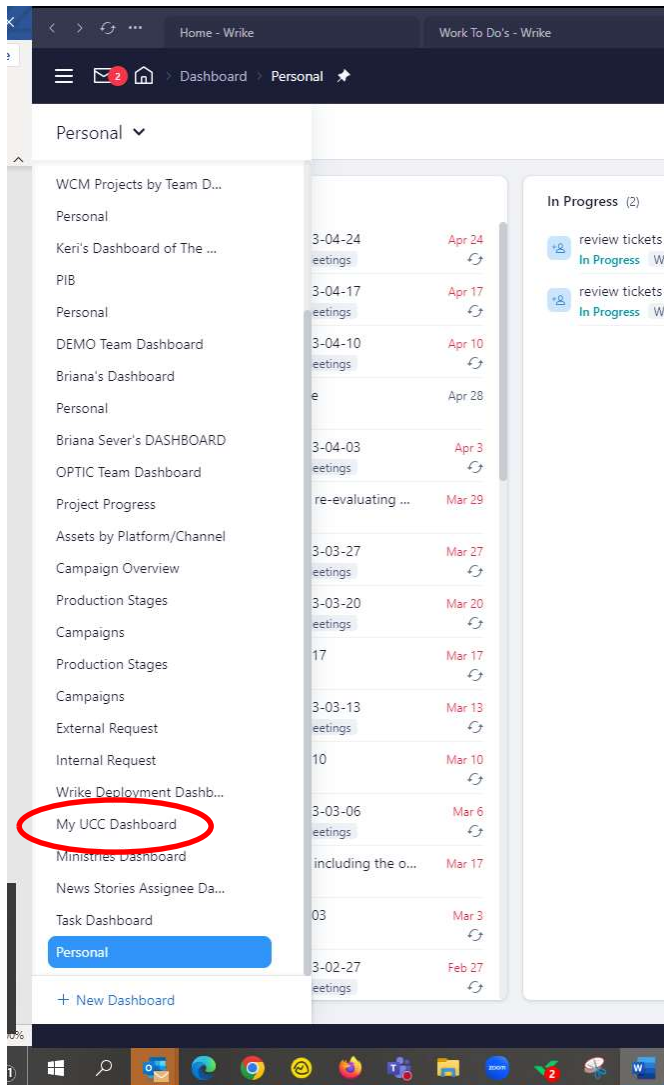 Home - Wrike
Work To Do's - Wrike
2
Dashboard
Personal
Personal
WCM Projects by Team D...
Personal
Keri's Dashboard of The ...
PIB
Personal
DEMO Team Dashboard
Briana's Dashboard
Personal
Briana Sever's DASHBOARD
OPTIC Team Dashboard
Project Progress
Assets by Platform/Channel
Campaign Overview
Production Stages
Campaigns
Production Stages
Campaigns
External Request
Internal Request
Wrike Deployment Dashb...
My UCC Dashboard
Ministries Dashboard
News Stories Assignee Da...
Task Dashboard
Personal
+ New Dashboard
3-04-24 Apr 24
eetings
3-04-17 Apr 17
eetings
3-04-10 Apr 10
eetings
e Apr 28
3-04-03 Apr 3
eetings
re-evaluating ... Mar 29
3-03-27 Mar 27
eetings
3-03-20 Mar 20
eetings
17 Mar 17
3-03-13 Mar 13
eetings
10 Mar 10
3-03-06 Mar 6
eetings
including the o... Mar 17
03 Mar 3
3-02-27 Feb 27
eetings
In Progress (2)
review tickets
In Progress W
review tickets
In Progress W
zoom
2